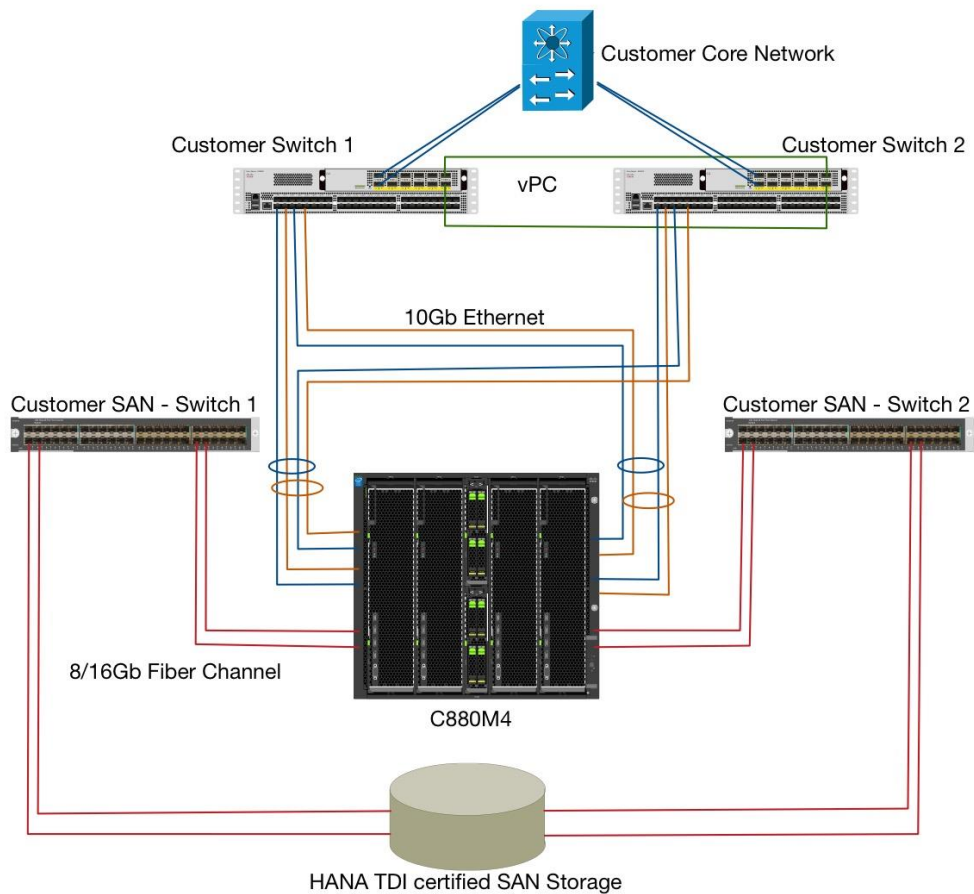 Customer Core Network
Customer Switch 1
Customer Switch 2
vPC
10Gb Ethernet
Customer SAN - Switch 1
Customer SAN - Switch 2
8/16Gb Fiber Channel
C880M4
HANA TDI certified SAN Storage